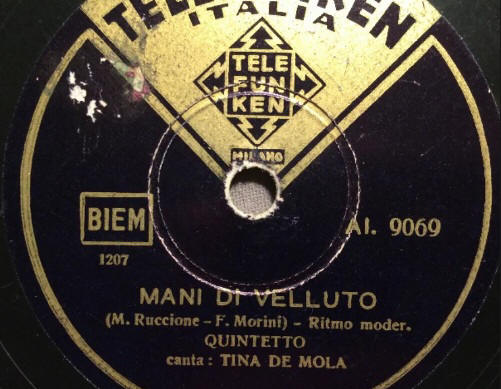 TELEFUNKEN
ITALIA
TELE
FUN
KEN
MILANO
BIEM
1207
AI. 9069
MANI DI VELLUTO
(M. Ruccione - F. Morini) - Ritmo moder.
QUINTETTO
canta: TINA DE MOLA